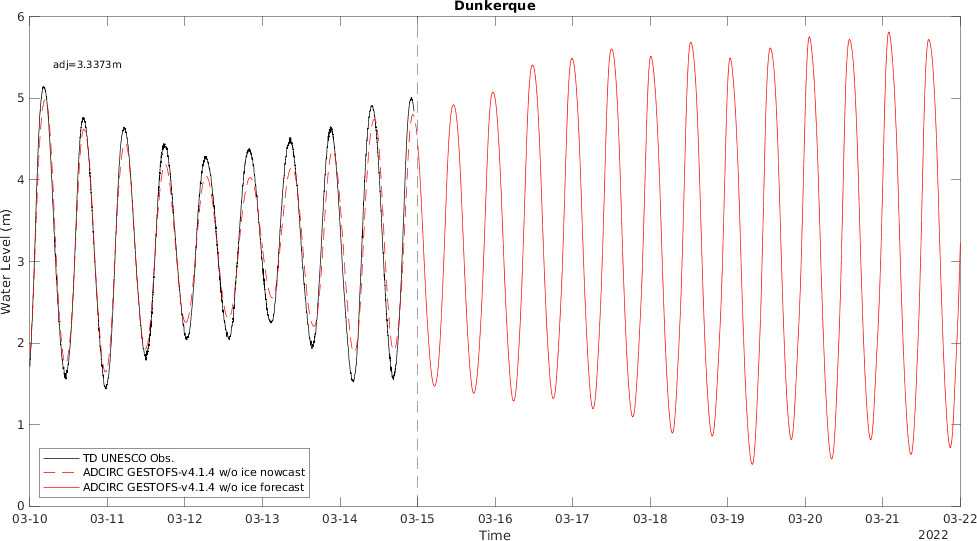 Dunkerque
adj=3.3373m
6
5
4
3
2
1
0
Water Level (m)
TD UNESCO Obs.
ADCIRC GESTOFS-v4.1.4 w/o ice nowcast
ADCIRC GESTOFS-v4.1.4 w/o ice forecast
03-10 03-11 03-12 03-13 03-14 03-15 03-16 03-17 03-18 03-19 03-20 03-21 03-22
Time
2022